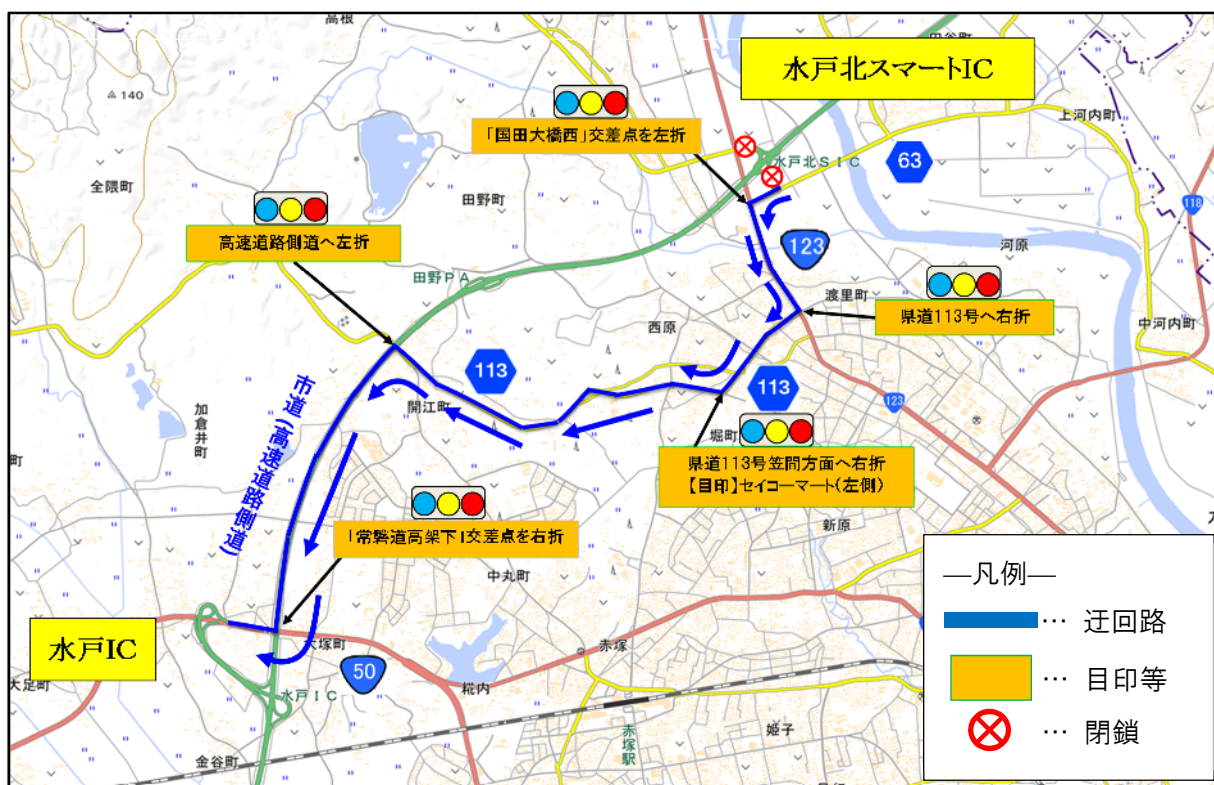 高根
田谷町
水戸北スマートIC
140
「国田大橋西」交差点を左折
上河内町
水戸北SIC
63
全隈町
田野町
118
高速道路側道へ左折
123
河原
田野PA
渡里町
県道113号へ右折
西原
中河内町
113
113
123
市道(高速道路側道)
加倉井町
開江町
堀町
県道113号笠間方面へ右折
【目印】セイコーマート(左側)
町
新原
「常磐道高架下」交差点を右折
中丸町
―凡例―
… 迂回路
… 目印等
… 閉鎖
水戸IC
大塚町
50
赤塚
大足町
水戸IC
糀内
姫子
赤塚駅
金谷町